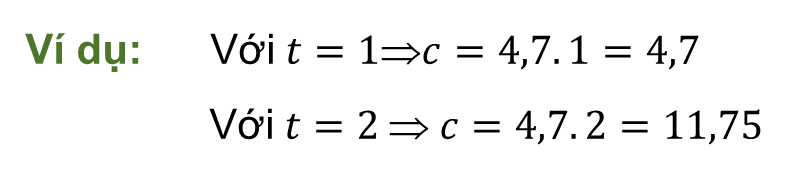 Ví dụ: Với t = 1⇒c = 4,7. 1 = 4,7
Với t = 2 ⇒ c = 4,7. 2 = 11,75